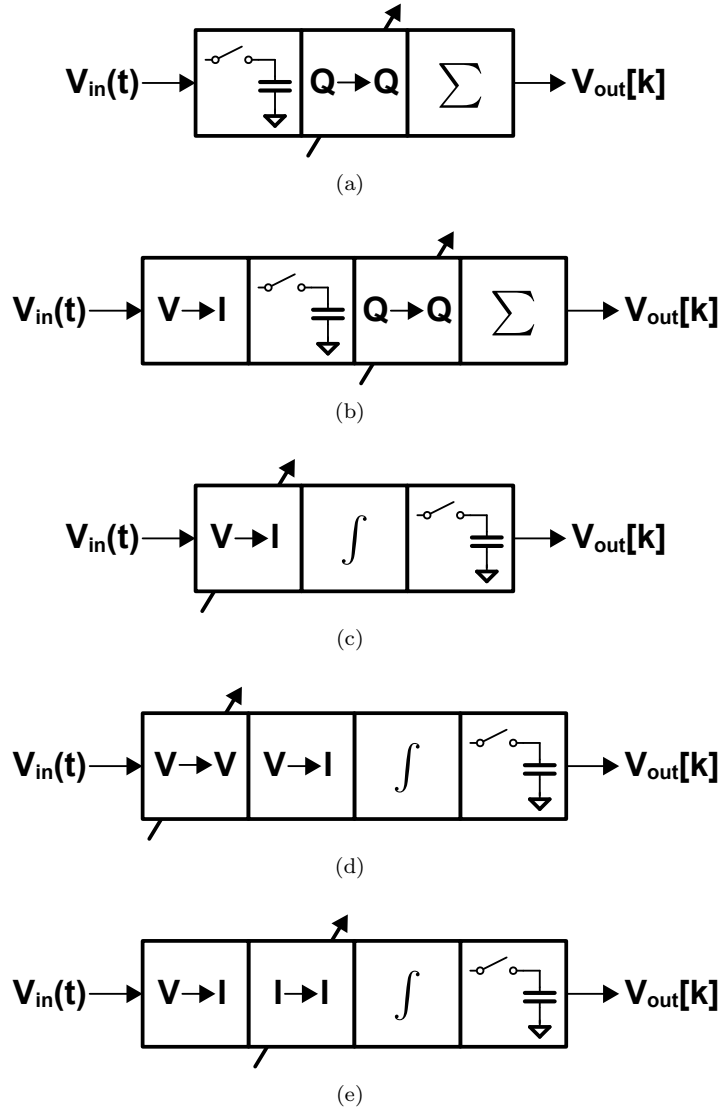 V_in(t) Q→Q ∑ V_out[k]
(a)
V_in(t) V→I Q→Q ∑ V_out[k]
(b)
V_in(t) V→I ∫ V_out[k]
(c)
V_in(t) V→V V→I ∫ V_out[k]
(d)
V_in(t) V→I I→I ∫ V_out[k]
(e)